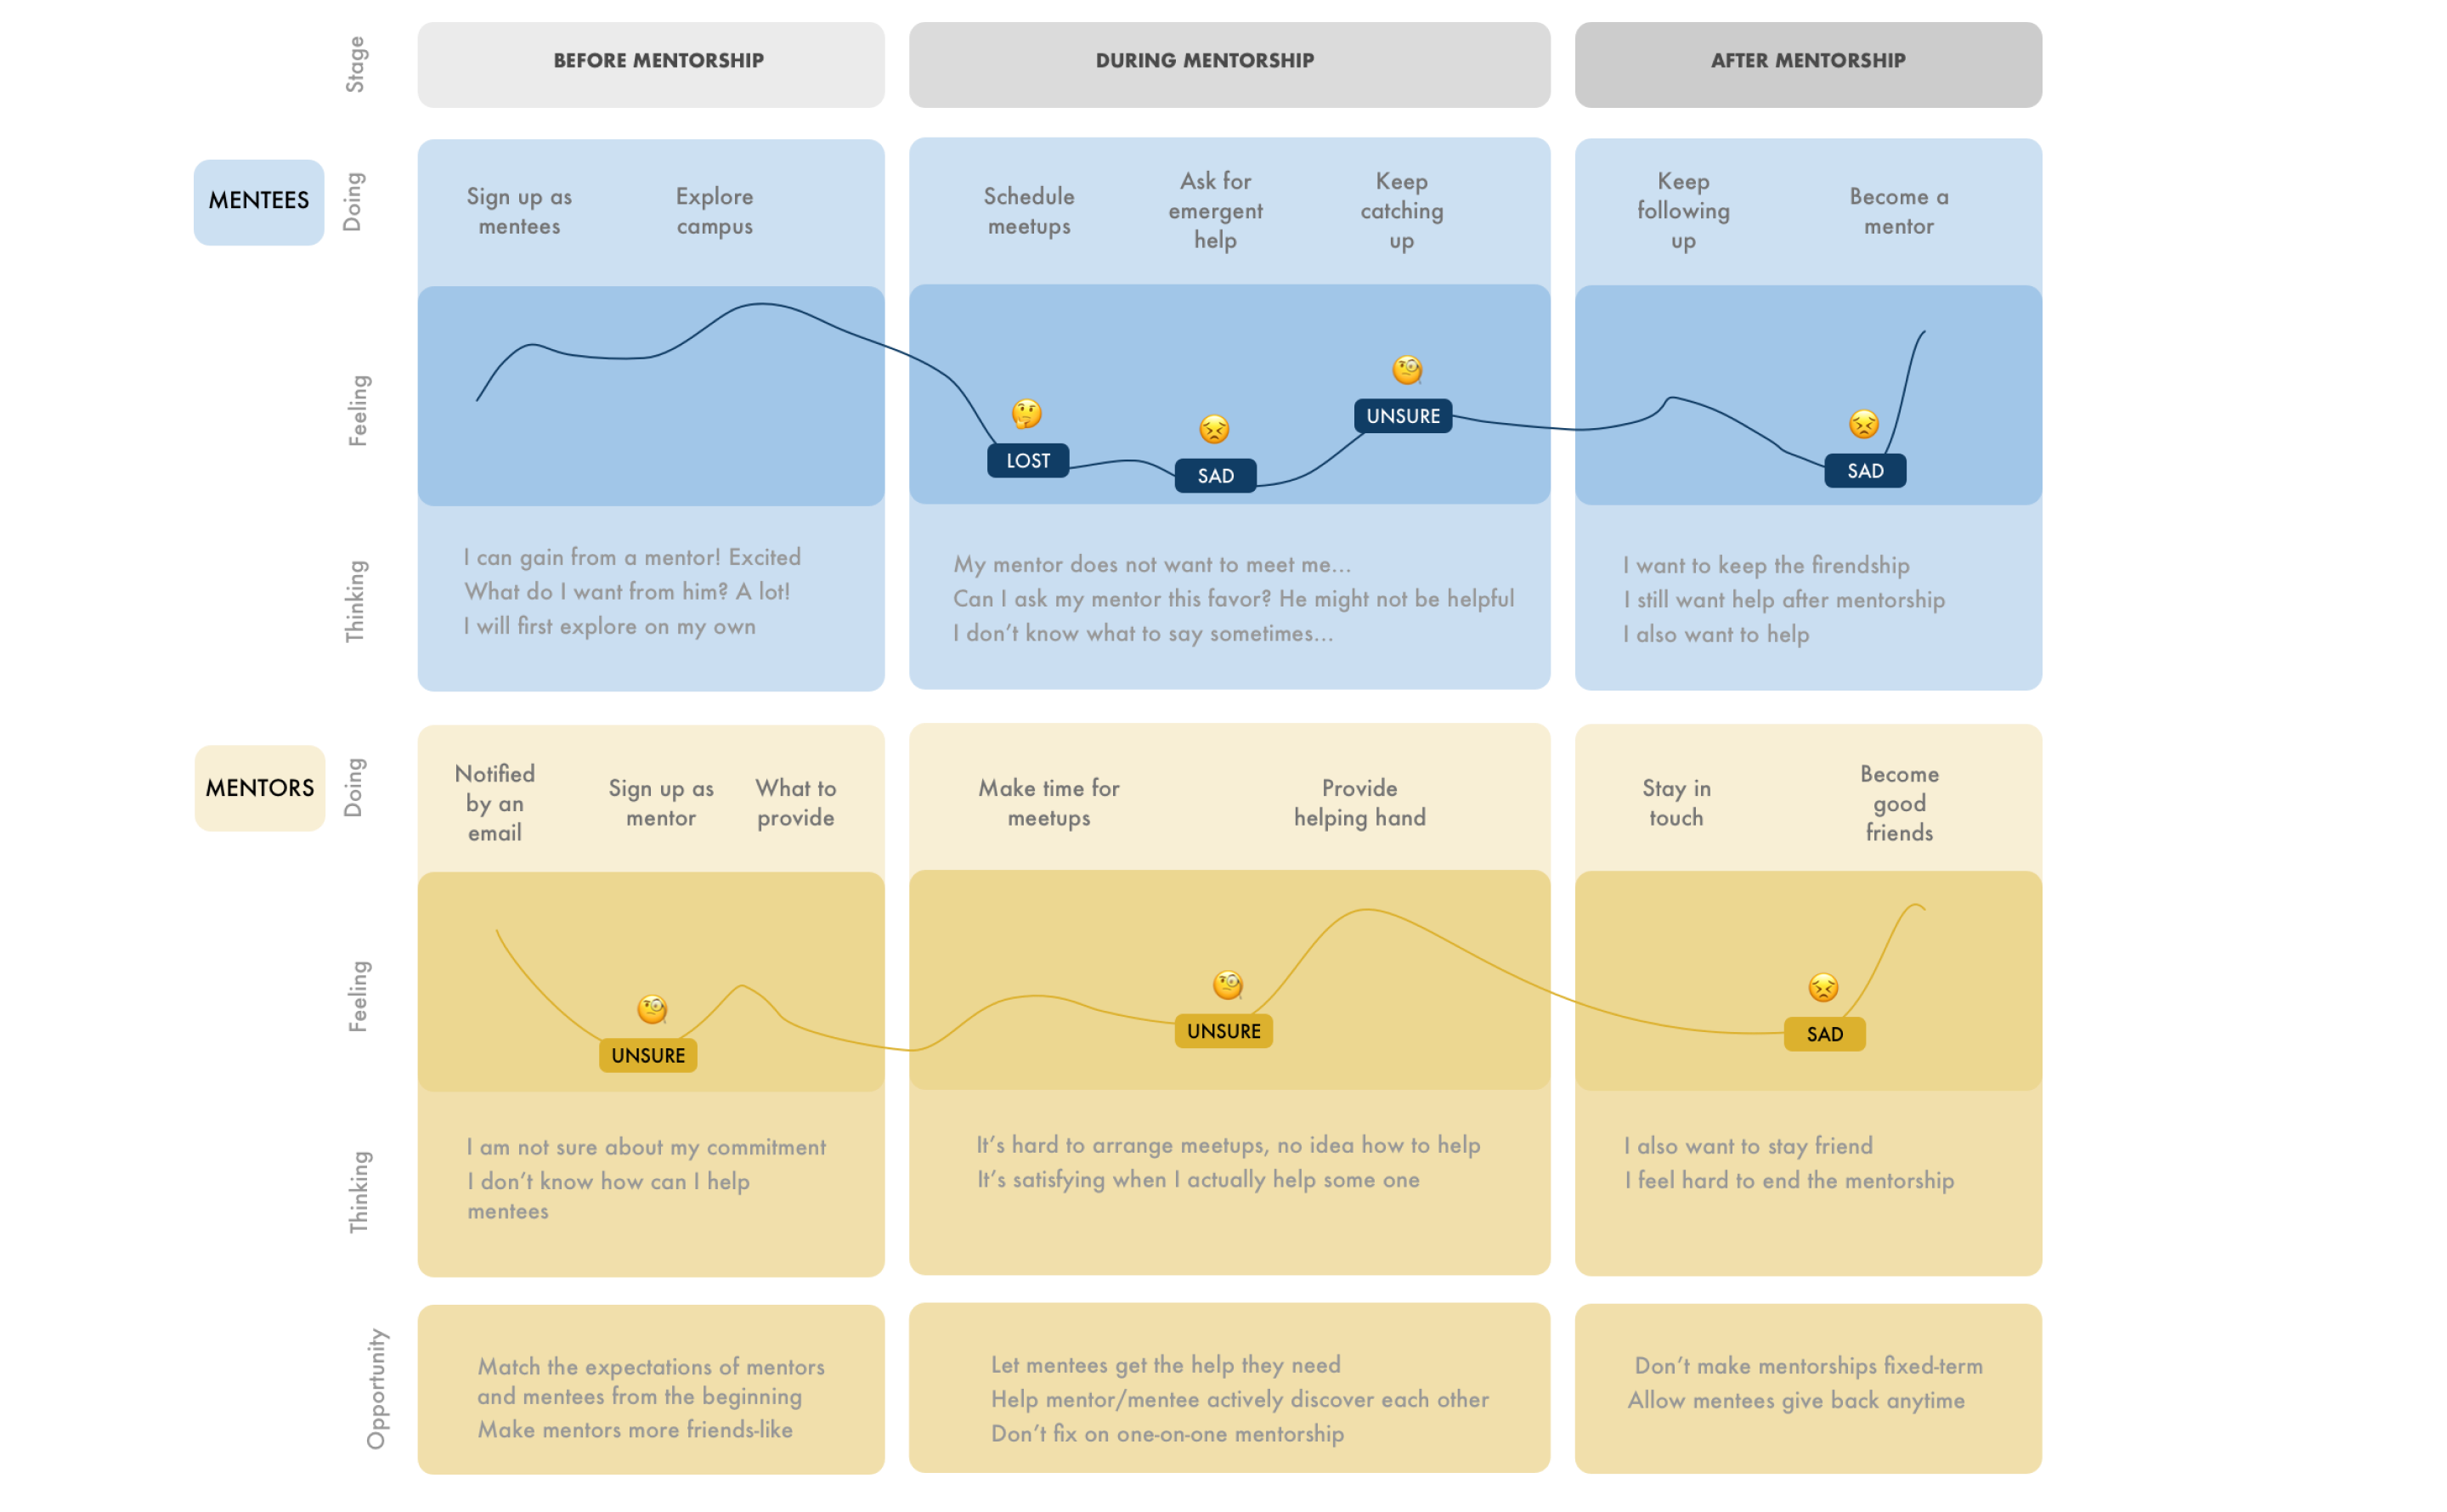 Stage
BEFORE MENTORSHIP
DURING MENTORSHIP
AFTER MENTORSHIP
MENTEES
Doing
Sign up as
mentees
Explore
campus
Schedule
meetups
Ask for
emergent
help
Keep
catching
up
Keep
following
up
Become a
mentor
Feeling
LOST
SAD
UNSURE
SAD
Thinking
I can gain from a mentor! Excited
What do I want from him? A lot!
I will first explore on my own
My mentor does not want to meet me...
Can I ask my mentor this favor? He might not be helpful
I don't know what to say sometimes...
I want to keep the firendship
I still want help after mentorship
I also want to help
MENTORS
Doing
Notified
by an
email
Sign up as
mentor
What to
provide
Make time for
meetups
Provide
helping hand
Stay in
touch
Become
good
friends
Feeling
UNSURE
UNSURE
SAD
Thinking
I am not sure about my commitment
I don't know how can I help
mentees
It's hard to arrange meetups, no idea how to help
It's satisfying when I actually help some one
I also want to stay friend
I feel hard to end the mentorship
Opportunity
Match the expectations of mentors
and mentees from the beginning
Make mentors more friends-like
Let mentees get the help they need
Help mentor/mentee actively discover each other
Don't fix on one-on-one mentorship
Don't make mentorships fixed-term
Allow mentees give back anytime